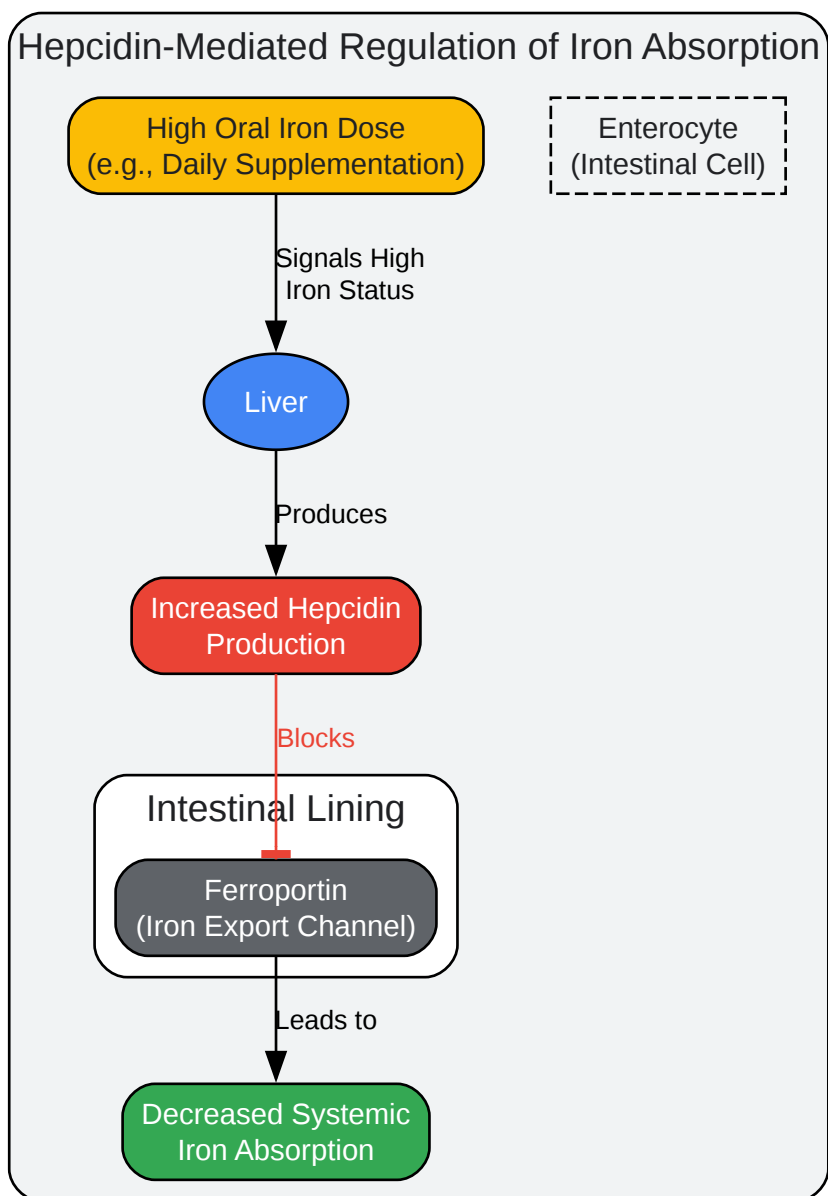 Hepcidin-Mediated Regulation of Iron Absorption
High Oral Iron Dose
(e.g., Daily Supplementation)
Enterocyte
(Intestinal Cell)
Signals High
Iron Status
Liver
Produces
Increased Hepcidin
Production
Blocks
Intestinal Lining
Ferroportin
(Iron Export Channel)
Leads to
Decreased Systemic
Iron Absorption